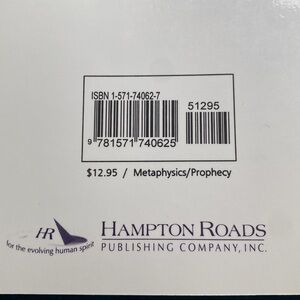 ISBN 1-571-74062-7
51295
9 781571 740625
$12.95 / Metaphysics/Prophecy
HR
for the evolving human spirit
HAMPTON ROADS
PUBLISHING COMPANY, INC.